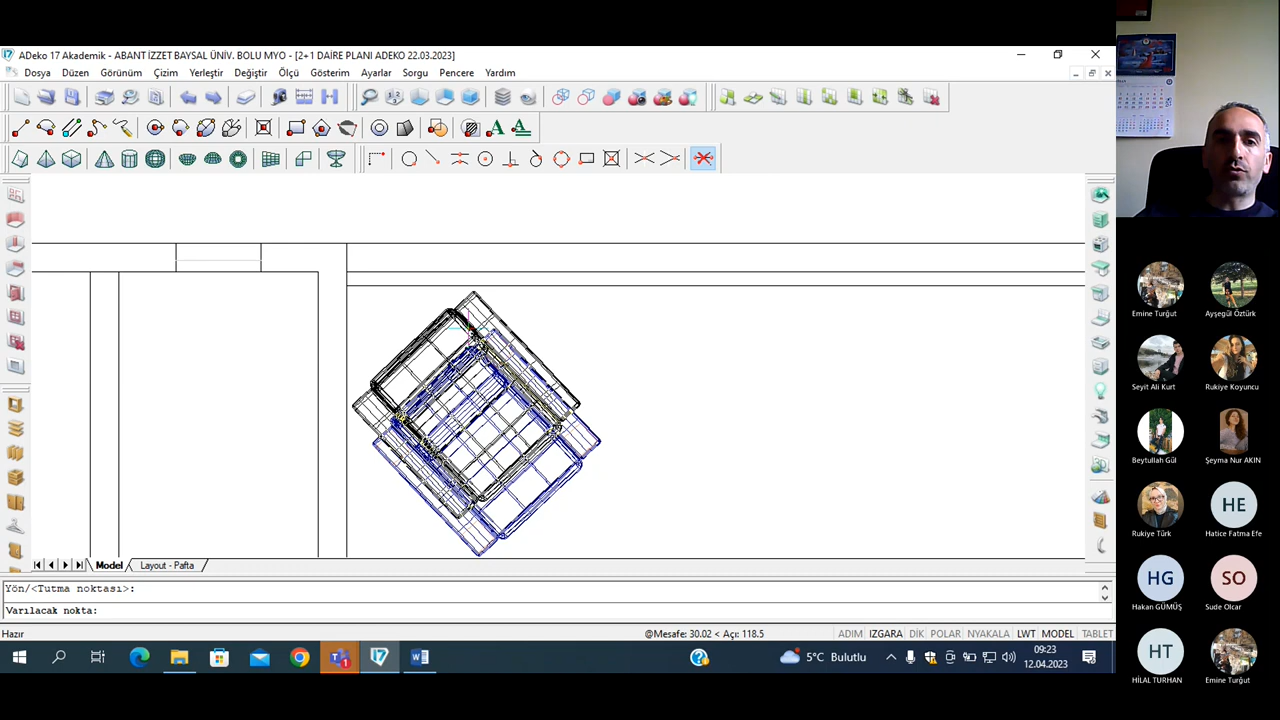 ADeko 17 Akademik - ABANT İZZET BAYSAL ÜNİV. BOLU MYO - [2+1 DAİRE PLANI ADEKO 22.03.2023]
Dosya Düzen Görünüm Çizim Yerleştir Değiştir Ölçü Gösterim Ayarlar Sorgu Pencere Yardım
Emine Turğut
Ayşegül Öztürk
Seyit Ali Kurt
Rukiye Koyuncu
Beytullah Gül
Şeyma Nur AKIN
Rukiye Türk
HE
Hatice Fatma Efe
HG
Hakan GÜMÜŞ
SO
Sude Olcar
HT
HİLAL TURHAN
Emine Turğut
Model
Layout - Pafta
Yön/<Tutma noktası>:
Varılacak nokta:
Hazır
@Mesafe: 30.02 < Açı: 118.5
ADIM IZGARA DİK POLAR NYAKALA LWT MODEL TABLET
1
5°C Bulutlu
09:23
12.04.2023